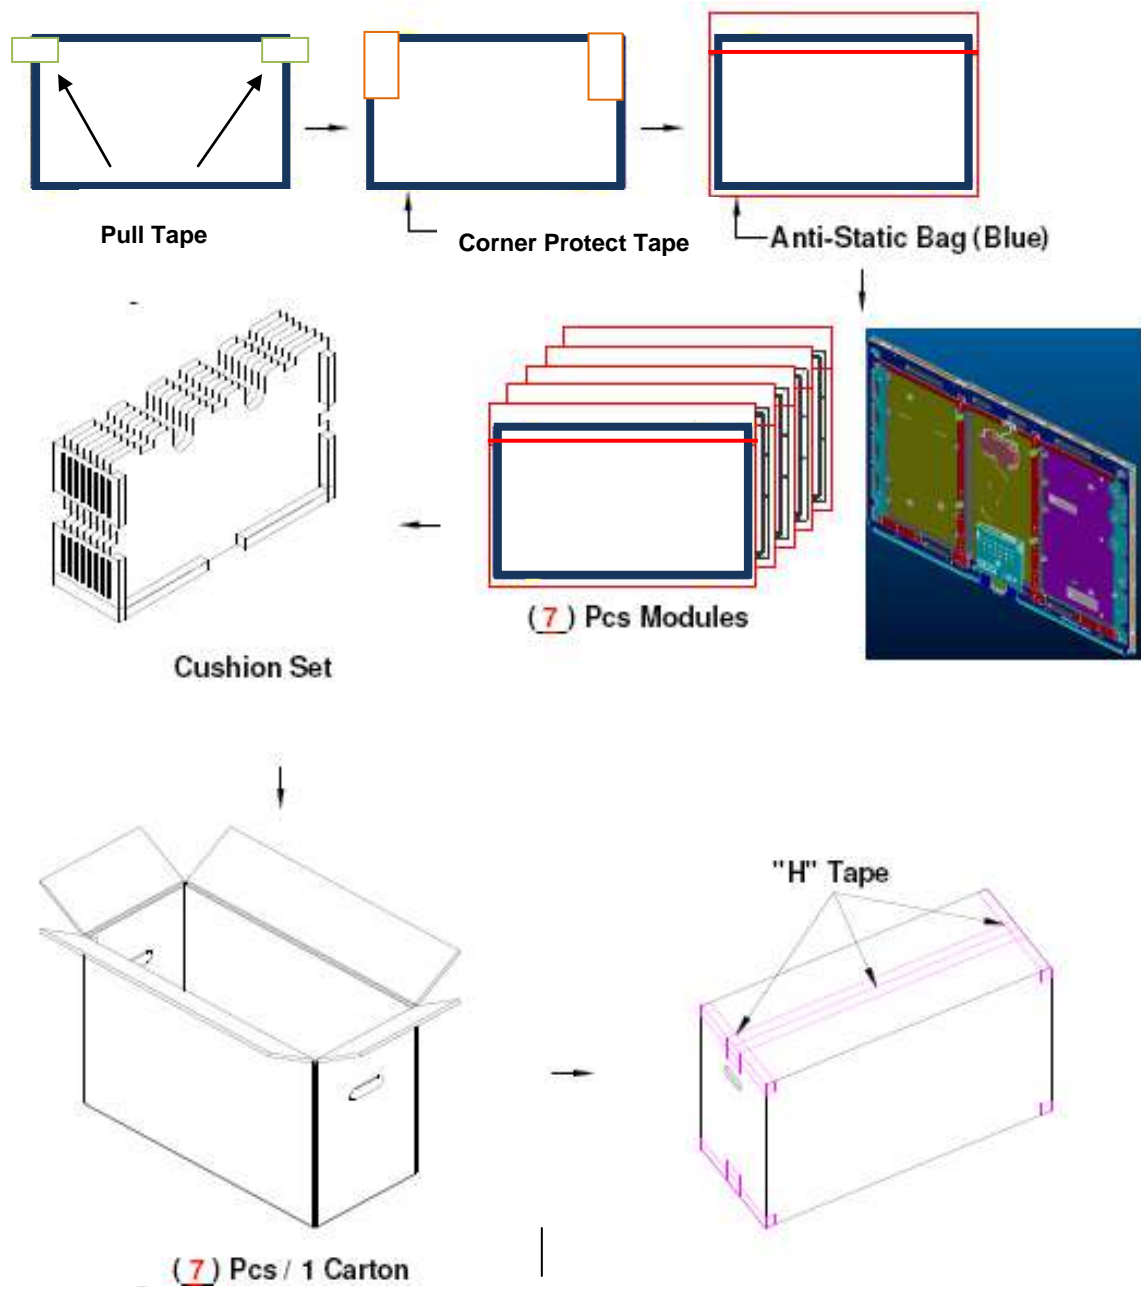 Pull Tape
Corner Protect Tape
Anti-Static Bag (Blue)
( 7 ) Pcs Modules
Cushion Set
"H" Tape
( 7 ) Pcs / 1 Carton